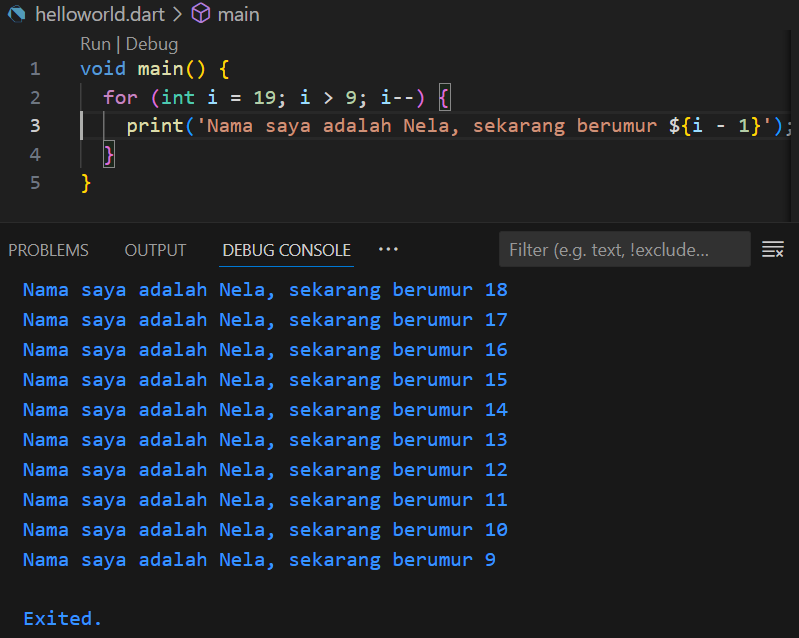 helloworld.dart > main
Run | Debug
1 void main() {
2 for (int i = 19; i > 9; i--) {
3 print('Nama saya adalah Nela, sekarang berumur ${i - 1}');
4 }
5 }
PROBLEMS OUTPUT DEBUG CONSOLE ... Filter (e.g. text, !exclude...
Nama saya adalah Nela, sekarang berumur 18
Nama saya adalah Nela, sekarang berumur 17
Nama saya adalah Nela, sekarang berumur 16
Nama saya adalah Nela, sekarang berumur 15
Nama saya adalah Nela, sekarang berumur 14
Nama saya adalah Nela, sekarang berumur 13
Nama saya adalah Nela, sekarang berumur 12
Nama saya adalah Nela, sekarang berumur 11
Nama saya adalah Nela, sekarang berumur 10
Nama saya adalah Nela, sekarang berumur 9
Exited.